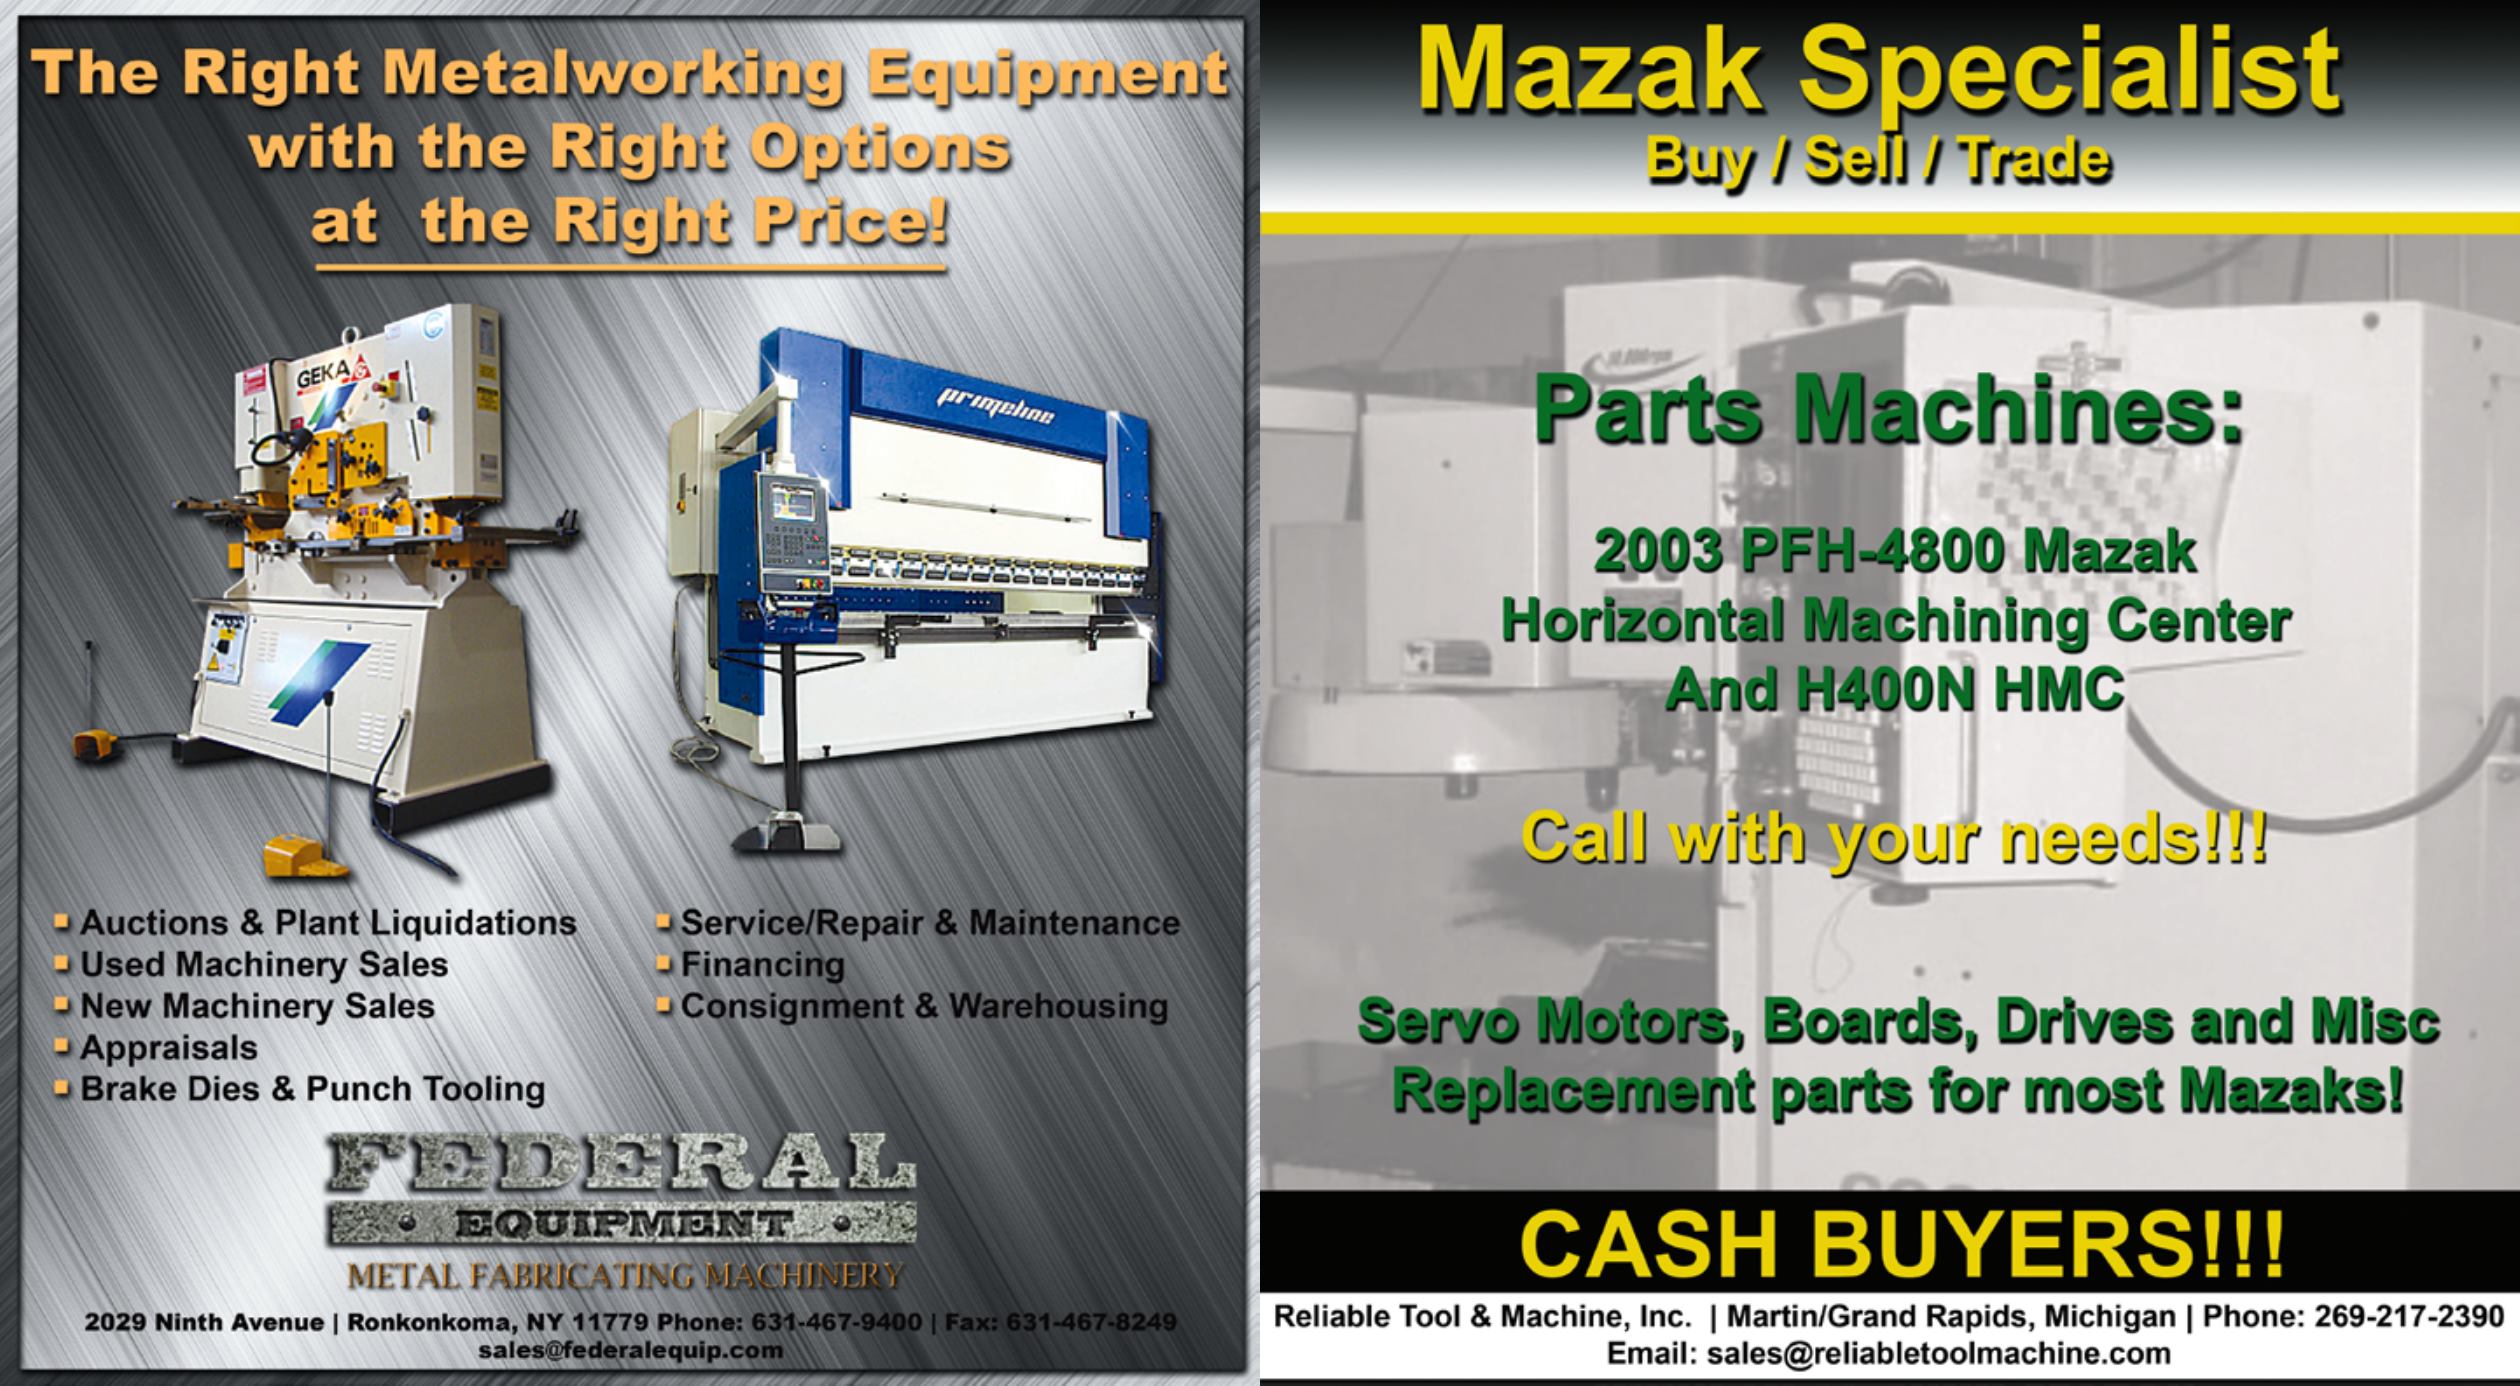 The Right Metalworking Equipment
with the Right Options
at the Right Price!
GEKA
primeline
Auctions & Plant Liquidations
Used Machinery Sales
New Machinery Sales
Appraisals
Brake Dies & Punch Tooling
Service/Repair & Maintenance
Financing
Consignment & Warehousing
FEDERAL
EQUIPMENT
METAL FABRICATING MACHINERY
2029 Ninth Avenue | Ronkonkoma, NY 11779 Phone: 631-467-9400 | Fax: 631-467-8249
sales@federalequip.com
Mazak Specialist
Buy / Sell / Trade
Parts Machines:
2003 PFH-4800 Mazak
Horizontal Machining Center
And H400N HMC
Call with your needs!!!
Servo Motors, Boards, Drives and Misc
Replacement parts for most Mazaks!
CASH BUYERS!!!
Reliable Tool & Machine, Inc. | Martin/Grand Rapids, Michigan | Phone: 269-217-2390
Email: sales@reliabletoolmachine.com